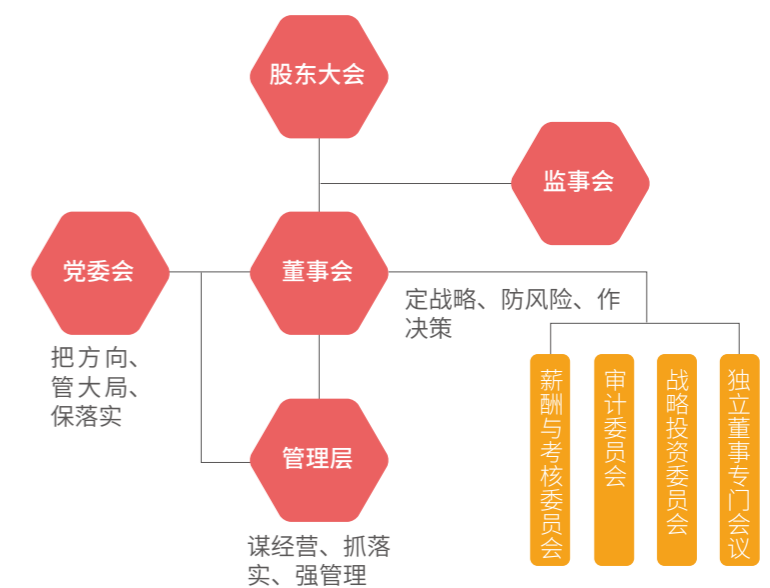 股东大会
监事会
党委会
董事会
定战略、防风险、作
决策
把方向、
管大局、
保落实
管理层
谋经营、抓落
实、强管理
薪酬与考核委员会
审计委员会
战略投资委员会
独立董事专门会议